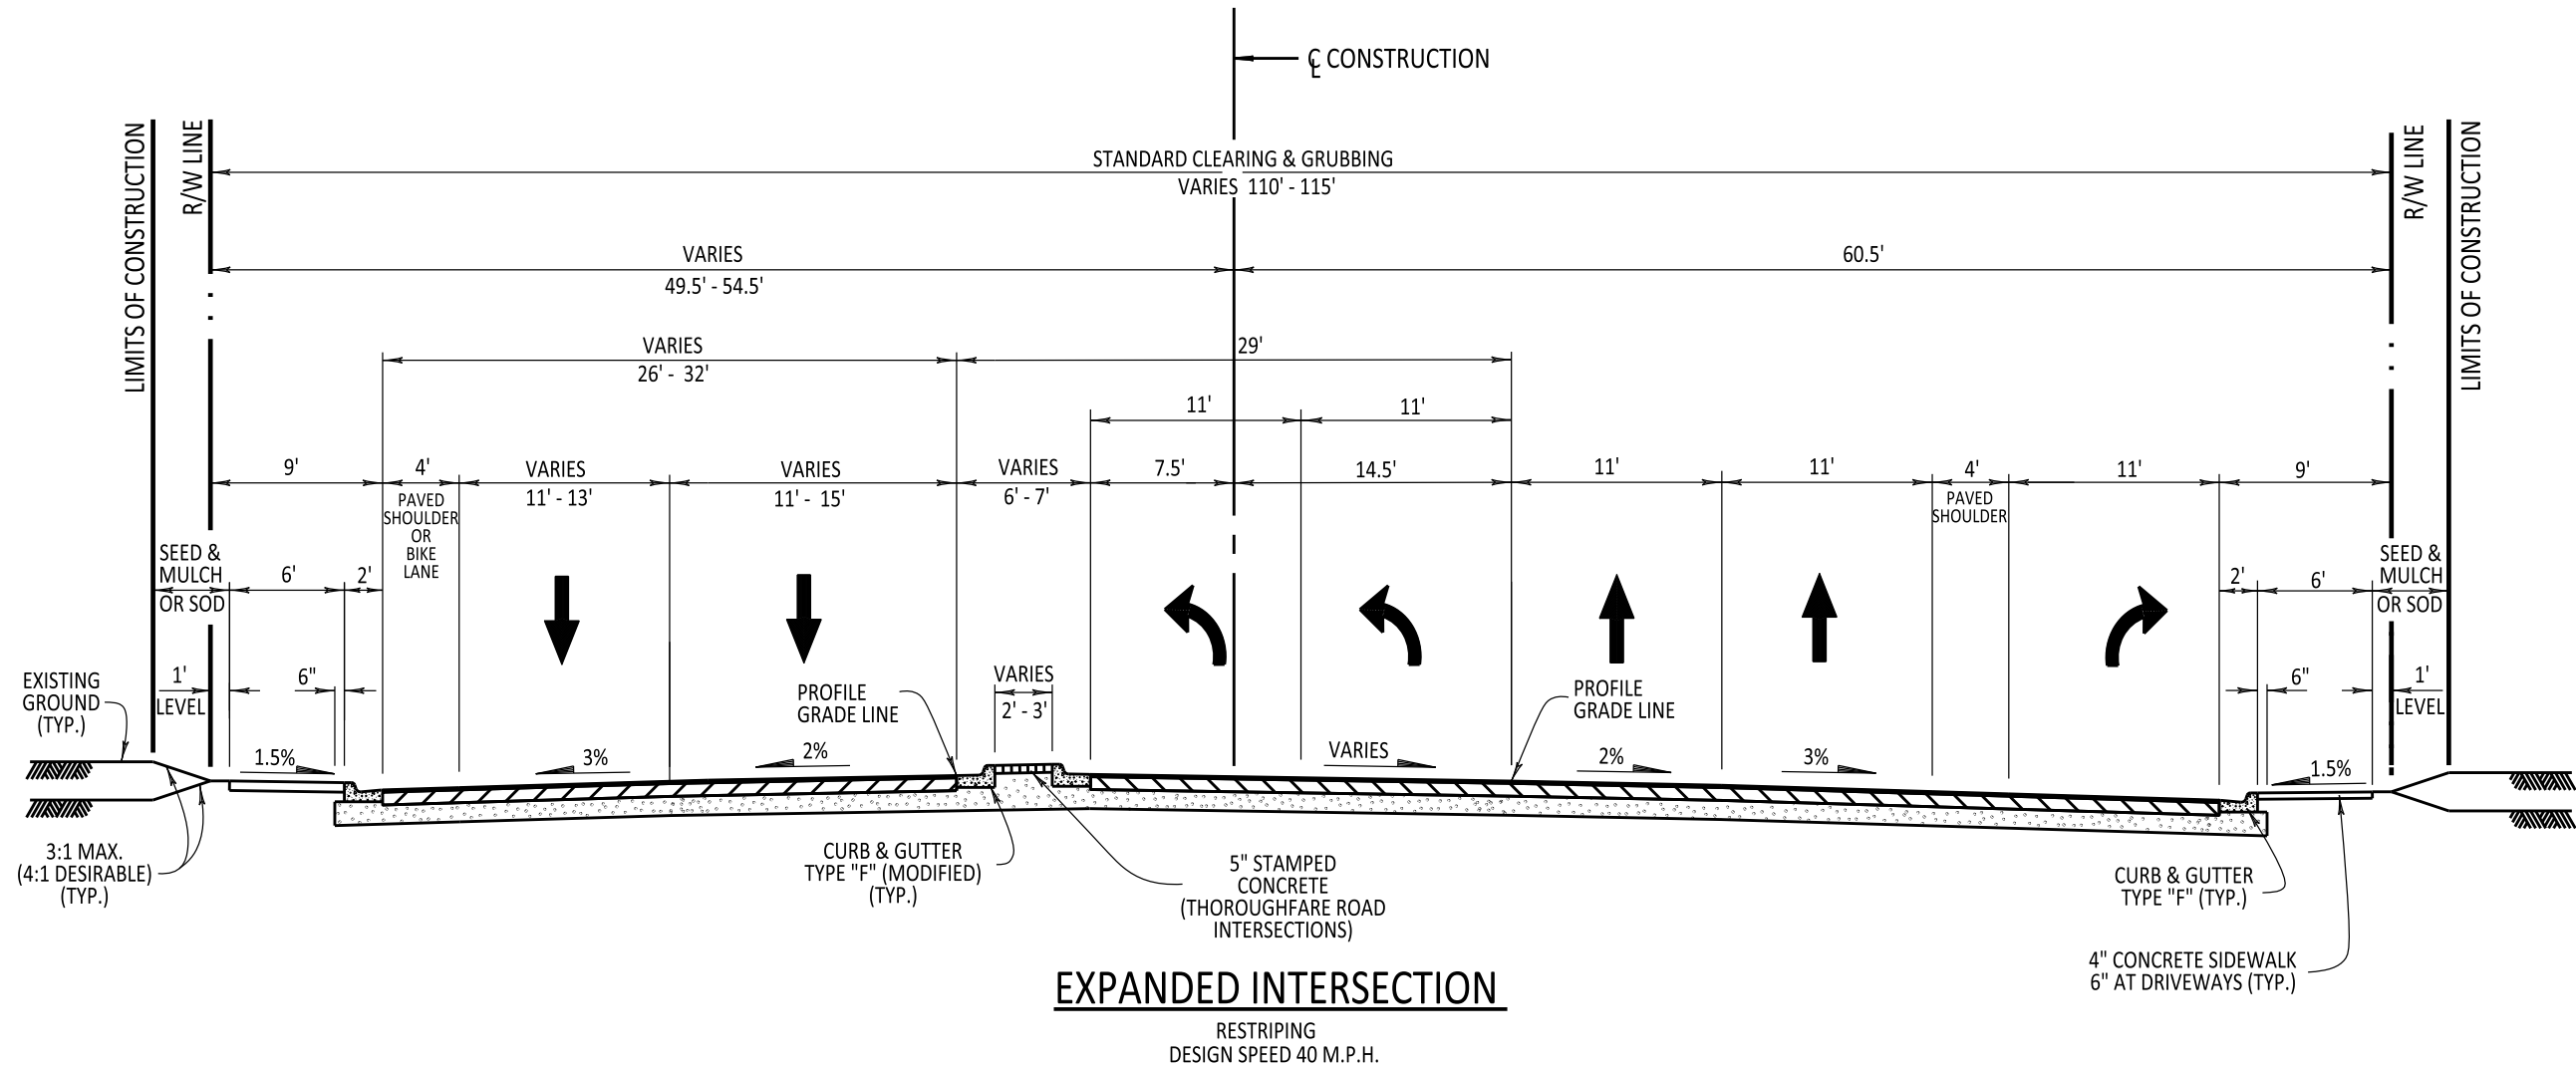 ℄ CONSTRUCTION
LIMITS OF CONSTRUCTION
R/W LINE
R/W LINE
LIMITS OF CONSTRUCTION
STANDARD CLEARING & GRUBBING
VARIES 110' - 115'
VARIES
49.5' - 54.5'
60.5'
VARIES
26' - 32'
29'
11'
11'
9'
4'
PAVED
SHOULDER
OR
BIKE
LANE
VARIES
11' - 13'
VARIES
11' - 15'
VARIES
6' - 7'
7.5'
14.5'
11'
11'
4'
PAVED
SHOULDER
11'
9'
SEED &
MULCH
OR SOD
6'
2'
2'
6'
SEED &
MULCH
OR SOD
EXISTING
GROUND
(TYP.)
1'
LEVEL
6"
PROFILE
GRADE LINE
VARIES
2' - 3'
PROFILE
GRADE LINE
6"
1'
LEVEL
1.5%
3%
2%
VARIES
2%
3%
1.5%
3:1 MAX.
(4:1 DESIRABLE)
(TYP.)
CURB & GUTTER
TYPE "F" (MODIFIED)
(TYP.)
5" STAMPED
CONCRETE
(THOROUGHFARE ROAD
INTERSECTIONS)
CURB & GUTTER
TYPE "F" (TYP.)
4" CONCRETE SIDEWALK
6" AT DRIVEWAYS (TYP.)
EXPANDED INTERSECTION
RESTRIPING
DESIGN SPEED 40 M.P.H.